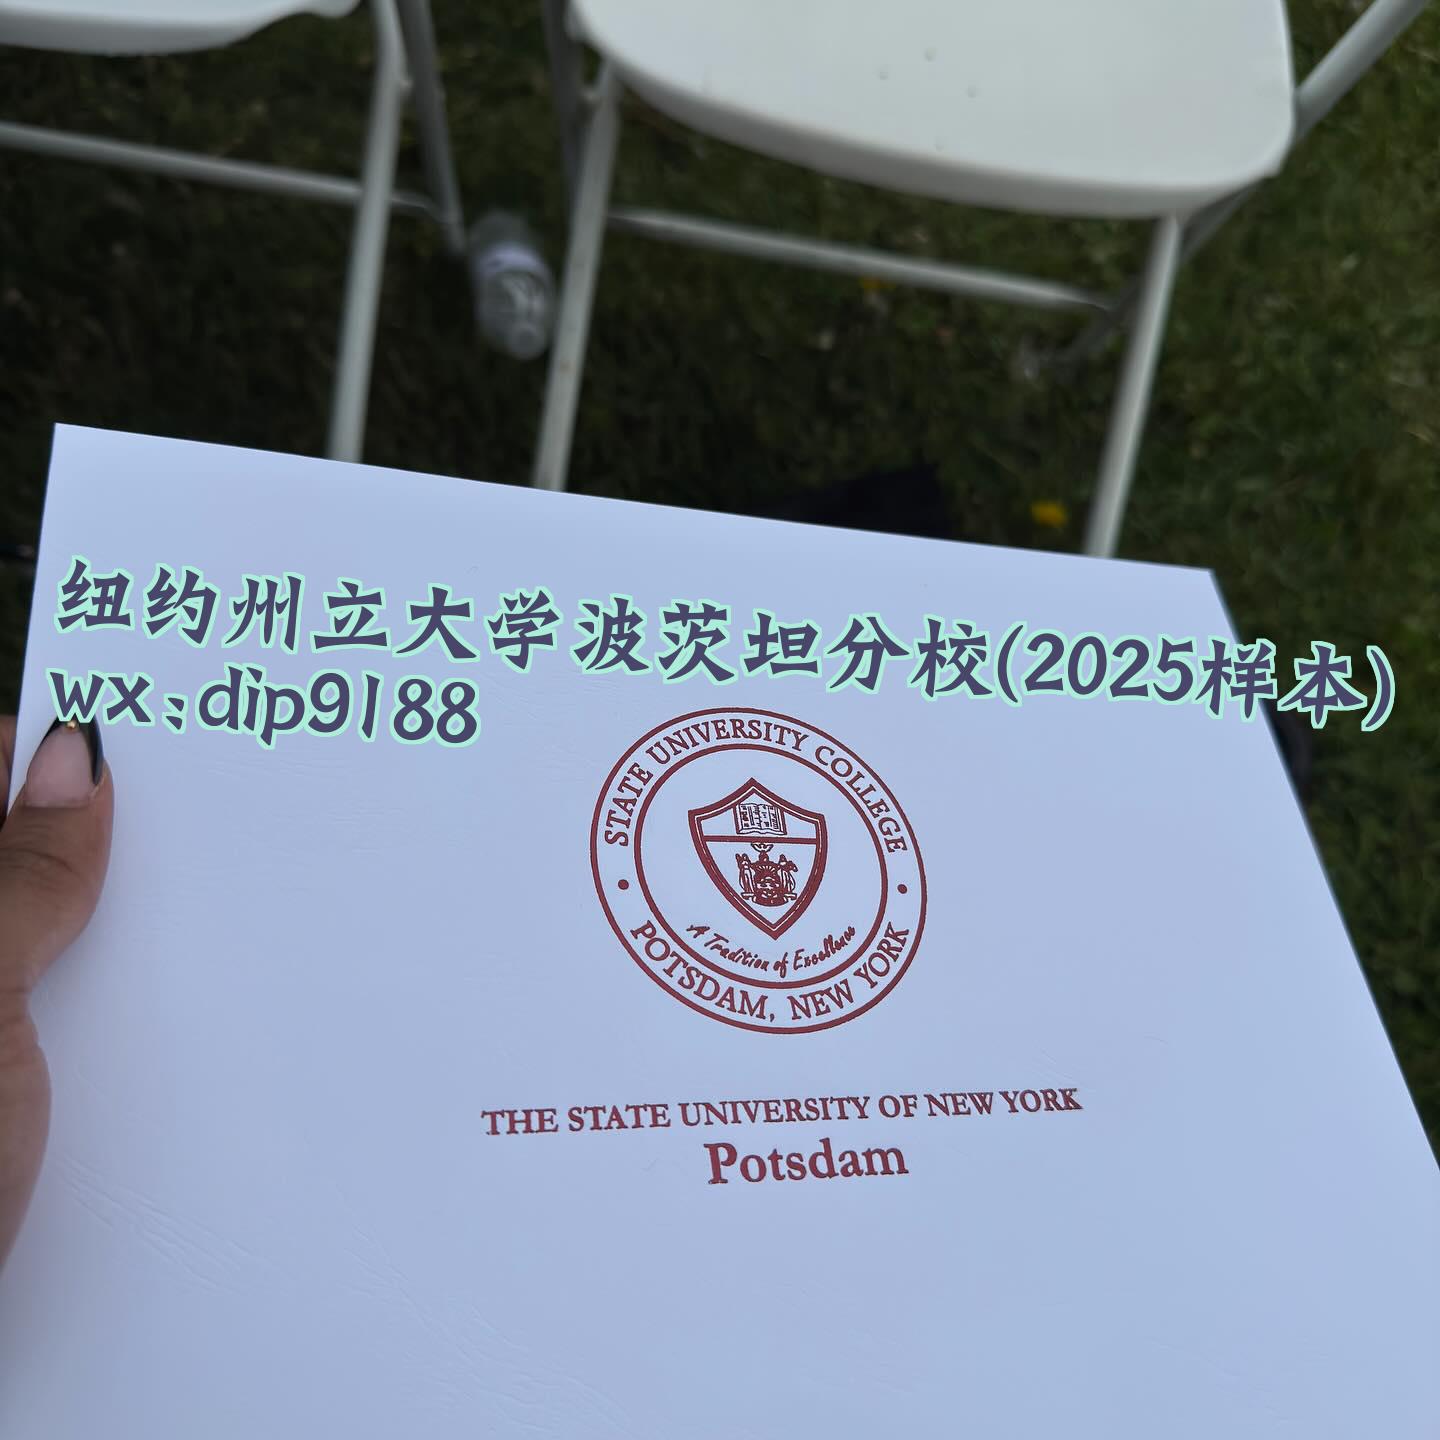 纽约州立大学波茨坦分校(2025样本)
wx:dip9188
STATE UNIVERSITY COLLEGE
A Tradition of Excellence
POTSDAM, NEW YORK
THE STATE UNIVERSITY OF NEW YORK
Potsdam